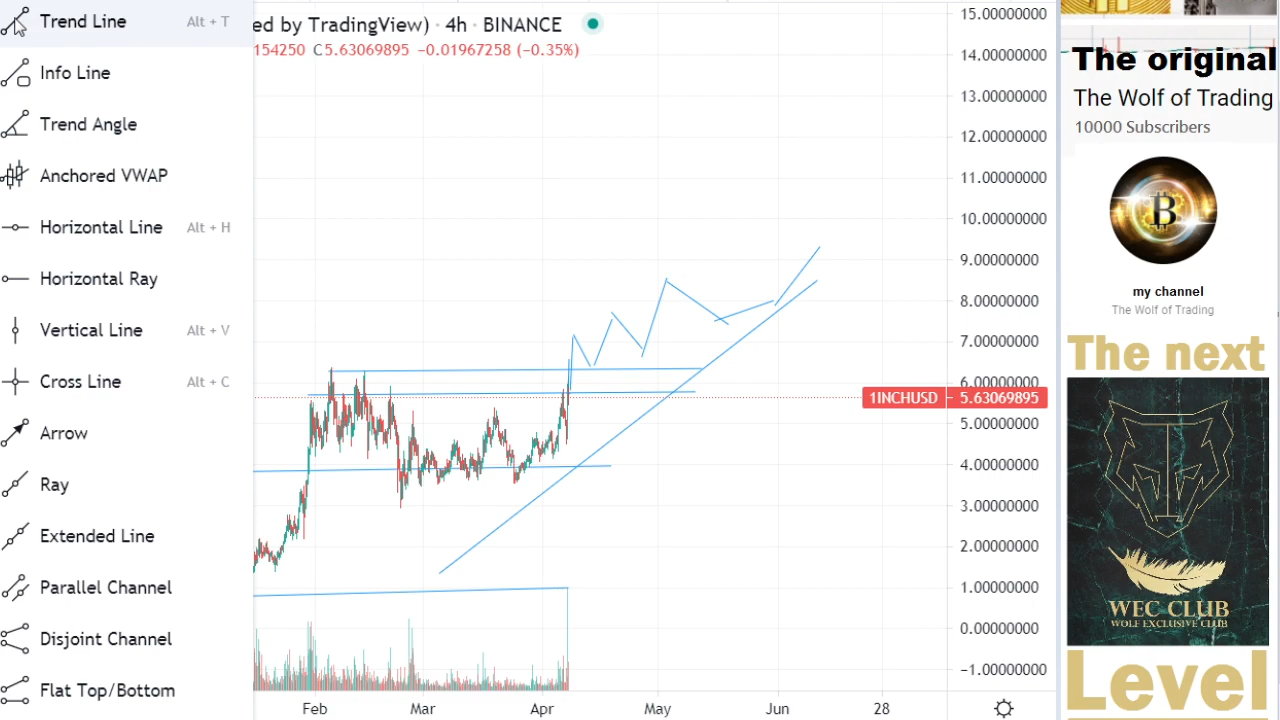 Trend Line Alt + T
Info Line
Trend Angle
Anchored VWAP
Horizontal Line Alt + H
Horizontal Ray
Vertical Line Alt + V
Cross Line Alt + C
Arrow
Ray
Extended Line
Parallel Channel
Disjoint Channel
Flat Top/Bottom
ed by TradingView) · 4h · BINANCE
154250 C5.63069895 −0.01967258 (−0.35%)
15.00000000
14.00000000
13.00000000
12.00000000
11.00000000
10.00000000
9.00000000
8.00000000
7.00000000
6.00000000
1INCHUSD 5.63069895
5.00000000
4.00000000
3.00000000
2.00000000
1.00000000
0.00000000
−1.00000000
Feb Mar Apr May Jun 28
The original
The Wolf of Trading
10000 Subscribers
B
my channel
The Wolf of Trading
The next
WEC CLUB
WOLF EXCLUSIVE CLUB
Level